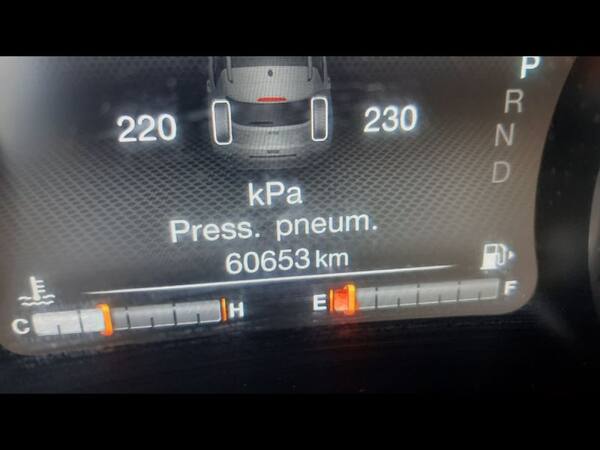 P
R
N
D
220
230
kPa
Press. pneum.
60653 km
C
H
E
F